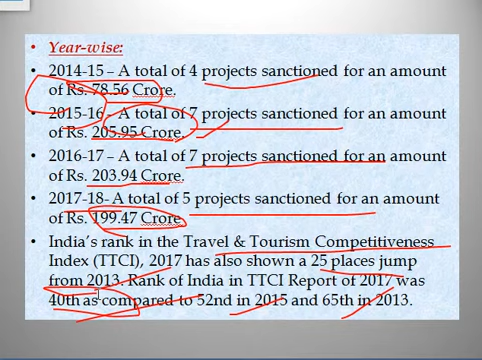 Year-wise:
2014-15 – A total of 4 projects sanctioned for an amount
of Rs. 78.56 Crore.
2015-16 – A total of 7 projects sanctioned for an amount
of Rs. 205.95 Crore.
2016-17 – A total of 7 projects sanctioned for an amount
of Rs. 203.94 Crore.
2017-18- A total of 5 projects sanctioned for an amount
of Rs. 199.47 Crore.
India's rank in the Travel & Tourism Competitiveness
Index (TTCI), 2017 has also shown a 25 places jump
from 2013. Rank of India in TTCI Report of 2017 was
40th as compared to 52nd in 2015 and 65th in 2013.